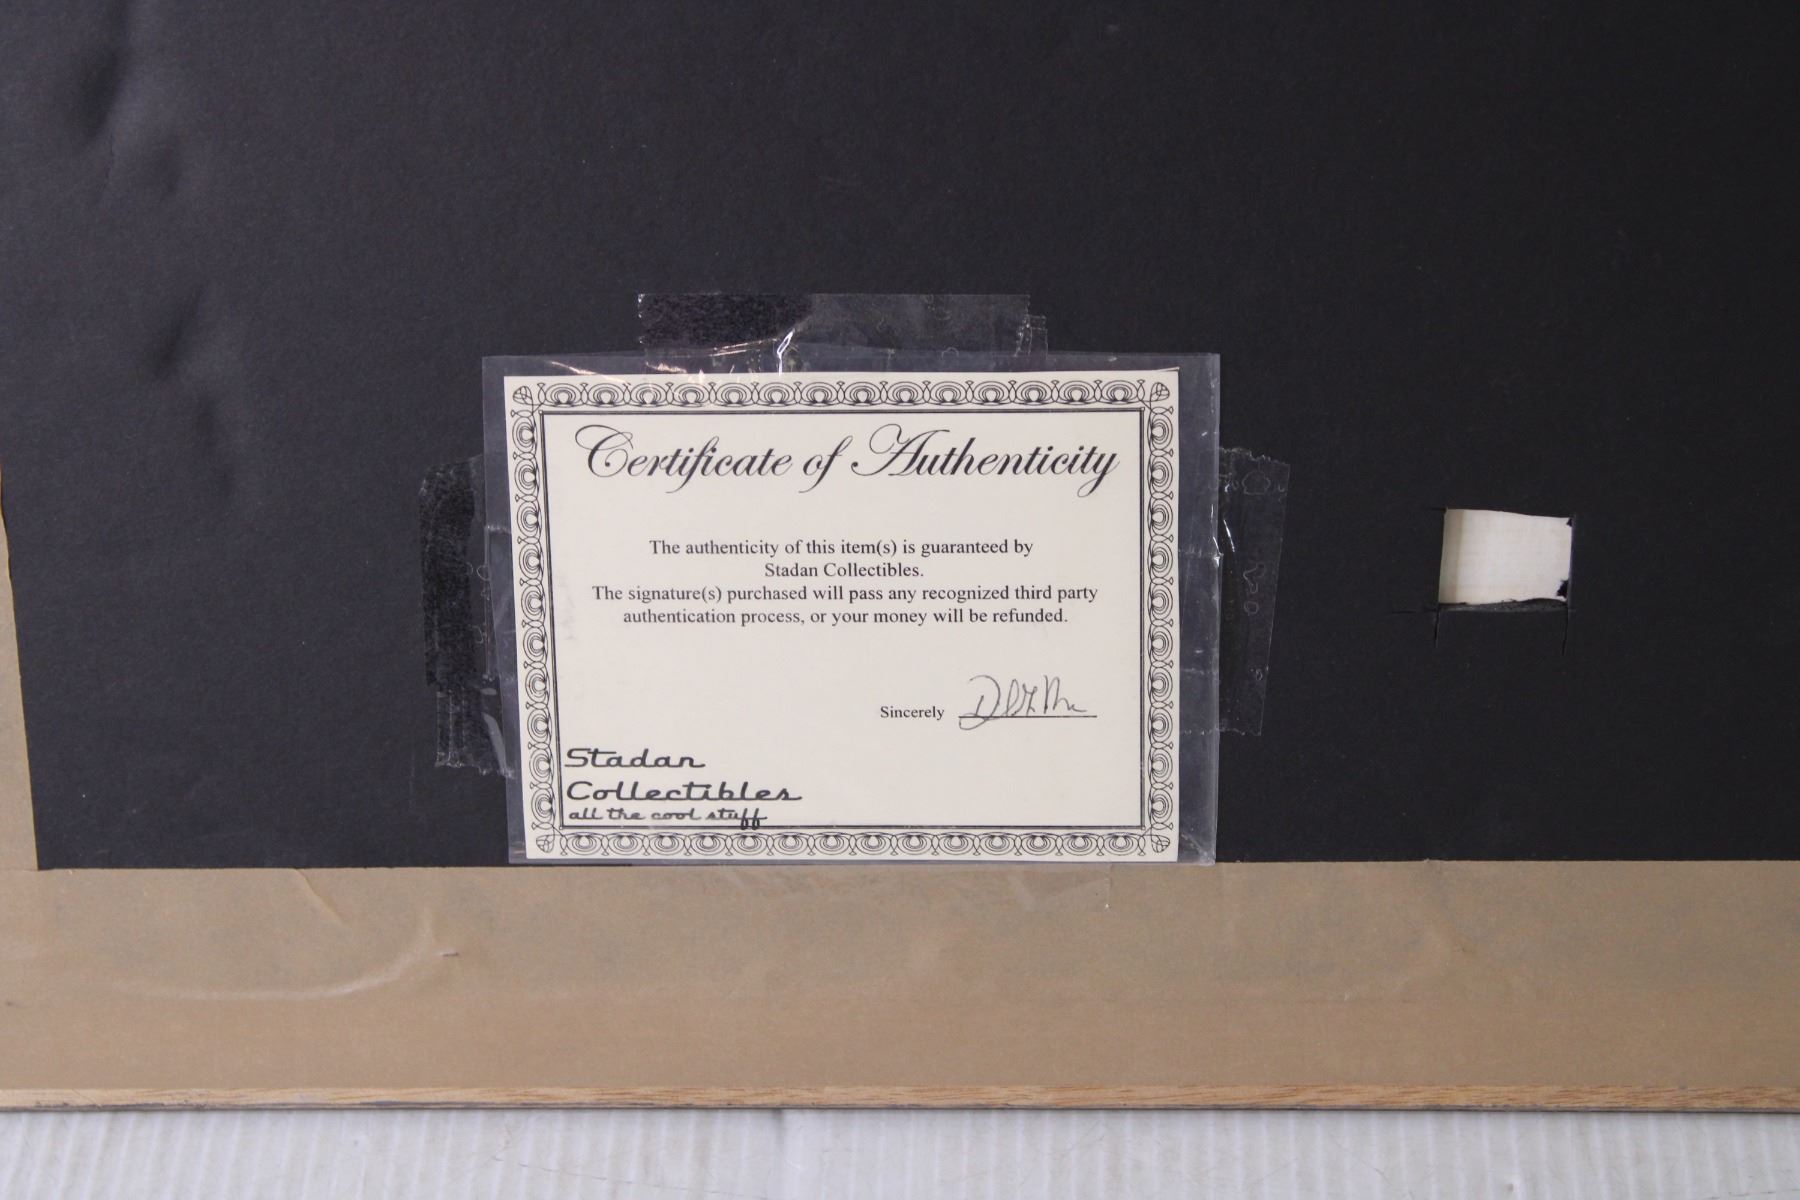 Certificate of Authenticity
The authenticity of this item(s) is guaranteed by
Stadan Collectibles.
The signature(s) purchased will pass any recognized third party
authentication process, or your money will be refunded.
Sincerely
Stadan
Collectibles
all the cool stuff